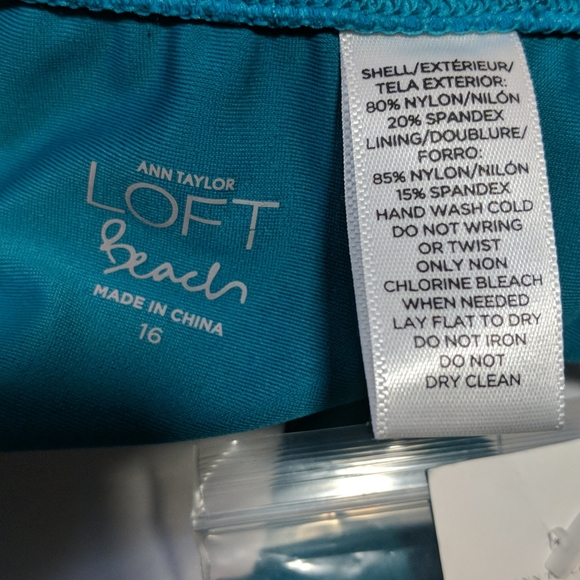 ANN TAYLOR
LOFT
Beach
MADE IN CHINA
16
SHELL/EXTÉRIEUR/
TELA EXTERIOR:
80% NYLON/NILÓN
20% SPANDEX
LINING/DOUBLURE/
FORRO:
85% NYLON/NILÓN
15% SPANDEX
HAND WASH COLD
DO NOT WRING
OR TWIST
ONLY NON
CHLORINE BLEACH
WHEN NEEDED
LAY FLAT TO DRY
DO NOT IRON
DO NOT
DRY CLEAN